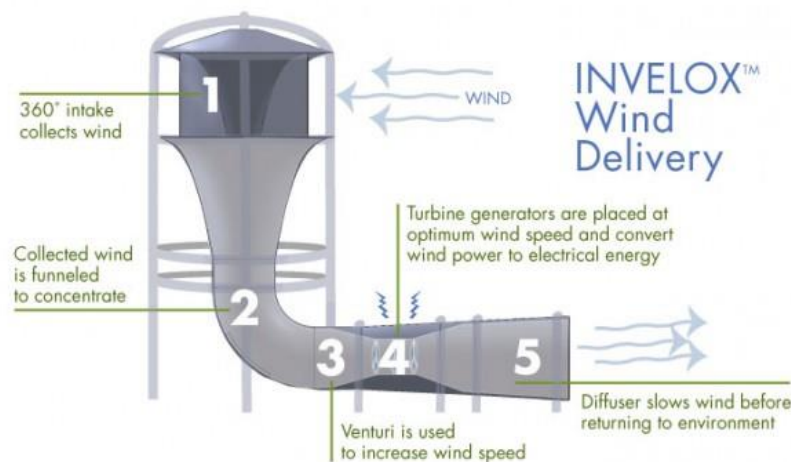 INVELOX™
Wind
Delivery
WIND
1
360° intake
collects wind
Turbine generators are placed at
optimum wind speed and convert
wind power to electrical energy
Collected wind
is funneled
to concentrate
2
3
4
5
Venturi is used
to increase wind speed
Diffuser slows wind before
returning to environment